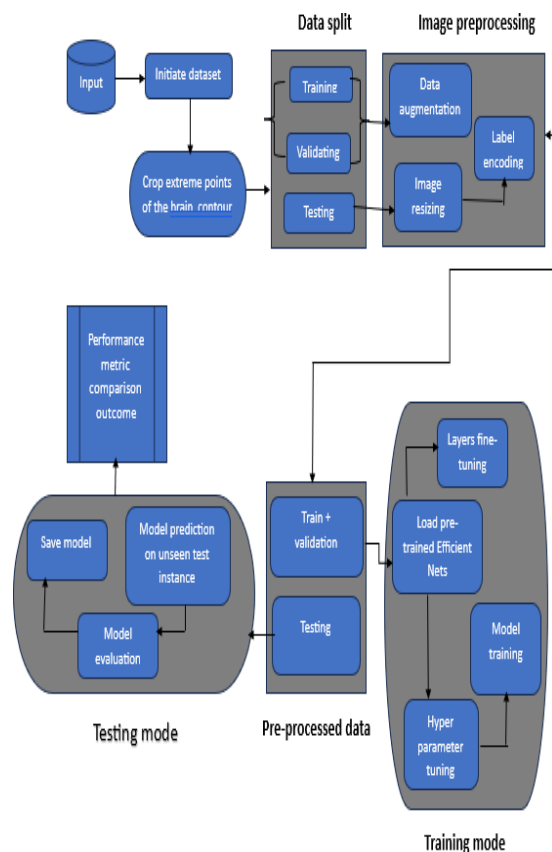 Data split
Image preprocessing
Input
Initiate dataset
Training
Validating
Testing
Data
augmentation
Label
encoding
Image
resizing
Crop extreme points
of the brain contour
Performance
metric
comparison
outcome
Save model
Model prediction
on unseen test
instance
Model
evaluation
Testing mode
Train +
validation
Testing
Pre-processed data
Layers fine-
tuning
Load pre-
trained Efficient
Nets
Model
training
Hyper
parameter
tuning
Training mode